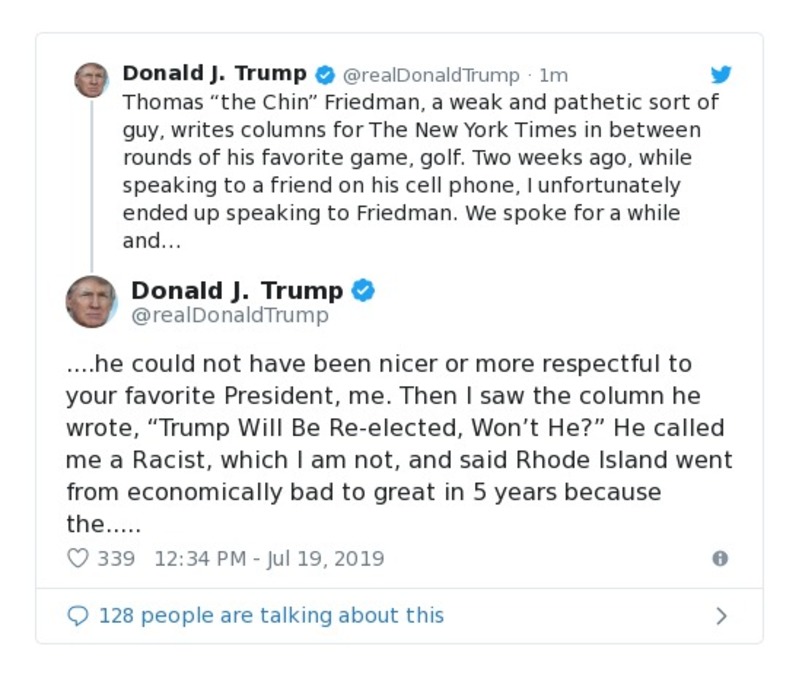 Donald J. Trump @realDonaldTrump · 1m
Thomas “the Chin” Friedman, a weak and pathetic sort of
guy, writes columns for The New York Times in between
rounds of his favorite game, golf. Two weeks ago, while
speaking to a friend on his cell phone, I unfortunately
ended up speaking to Friedman. We spoke for a while
and…
Donald J. Trump
@realDonaldTrump
....he could not have been nicer or more respectful to
your favorite President, me. Then I saw the column he
wrote, “Trump Will Be Re-elected, Won’t He?” He called
me a Racist, which I am not, and said Rhode Island went
from economically bad to great in 5 years because
the.....
339 12:34 PM - Jul 19, 2019
128 people are talking about this